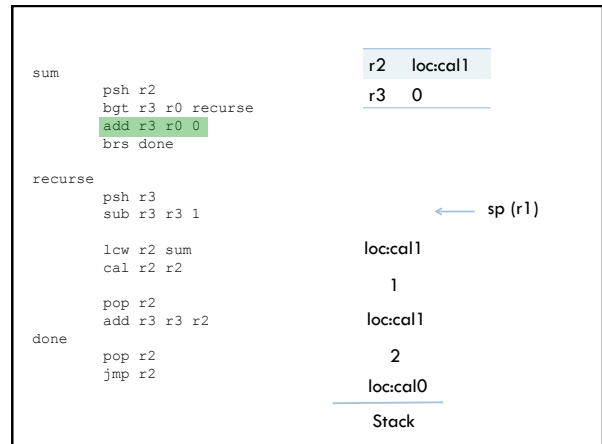 sum
psh r2
bgt r3 r0 recurse
add r3 r0 0
brs done
recurse
psh r3
sub r3 r3 1
lcw r2 sum
cal r2 r2
pop r2
add r3 r3 r2
done
pop r2
jmp r2
r2 loc:cal1
r3 0
sp (r1)
loc:cal1
1
loc:cal1
2
loc:cal0
Stack